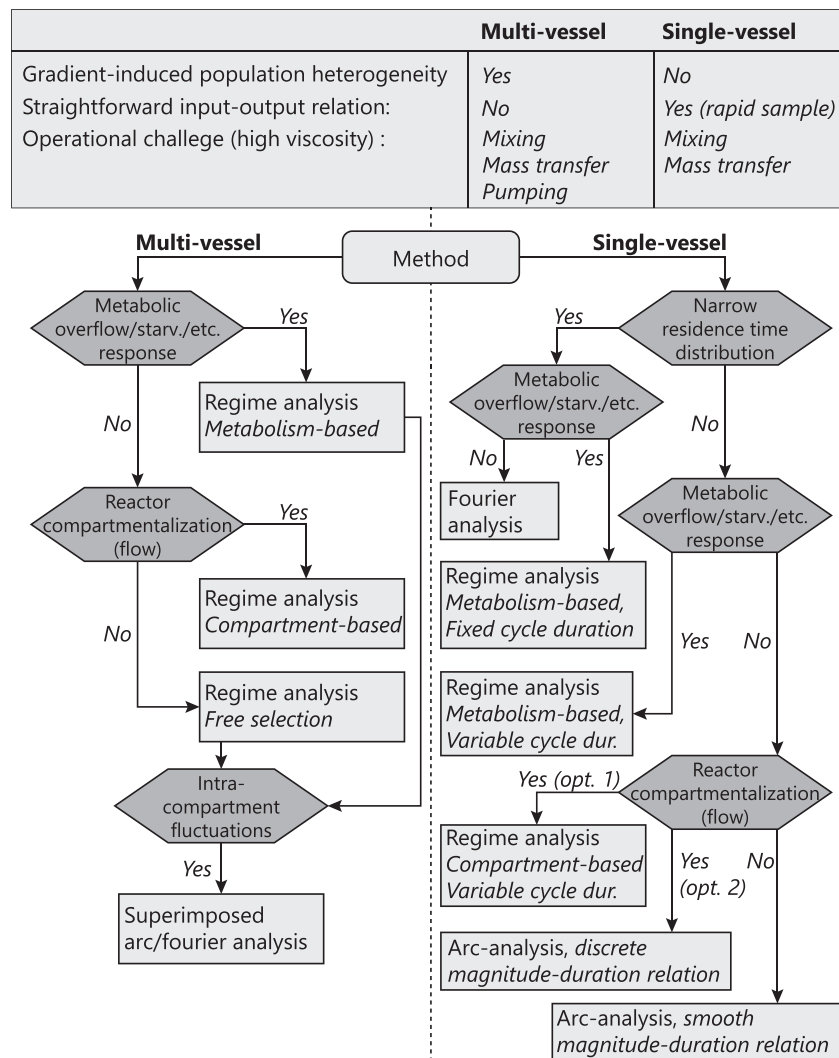 Multi-vessel Single-vessel
Gradient-induced population heterogeneity Yes No
Straightforward input-output relation: No Yes (rapid sample)
Operational challege (high viscosity) : Mixing Mixing
Mass transfer Mass transfer
Pumping
Method
Multi-vessel
Metabolic
overflow/starv./etc.
response
Yes
Regime analysis
Metabolism-based
No
Reactor
compartmentalization
(flow)
Yes
Regime analysis
Compartment-based
No
Regime analysis
Free selection
Intra-
compartment
fluctuations
Yes
Superimposed
arc/fourier analysis
Single-vessel
Narrow
residence time
distribution
Yes
Metabolic
overflow/starv./etc.
response
No
Fourier
analysis
Yes
Regime analysis
Metabolism-based,
Fixed cycle duration
No
Metabolic
overflow/starv./etc.
response
Yes
Regime analysis
Metabolism-based,
Variable cycle dur.
No
Reactor
compartmentalization
(flow)
Yes (opt. 1)
Regime analysis
Compartment-based
Variable cycle dur.
Yes
(opt. 2)
Arc-analysis, discrete
magnitude-duration relation
No
Arc-analysis, smooth
magnitude-duration relation